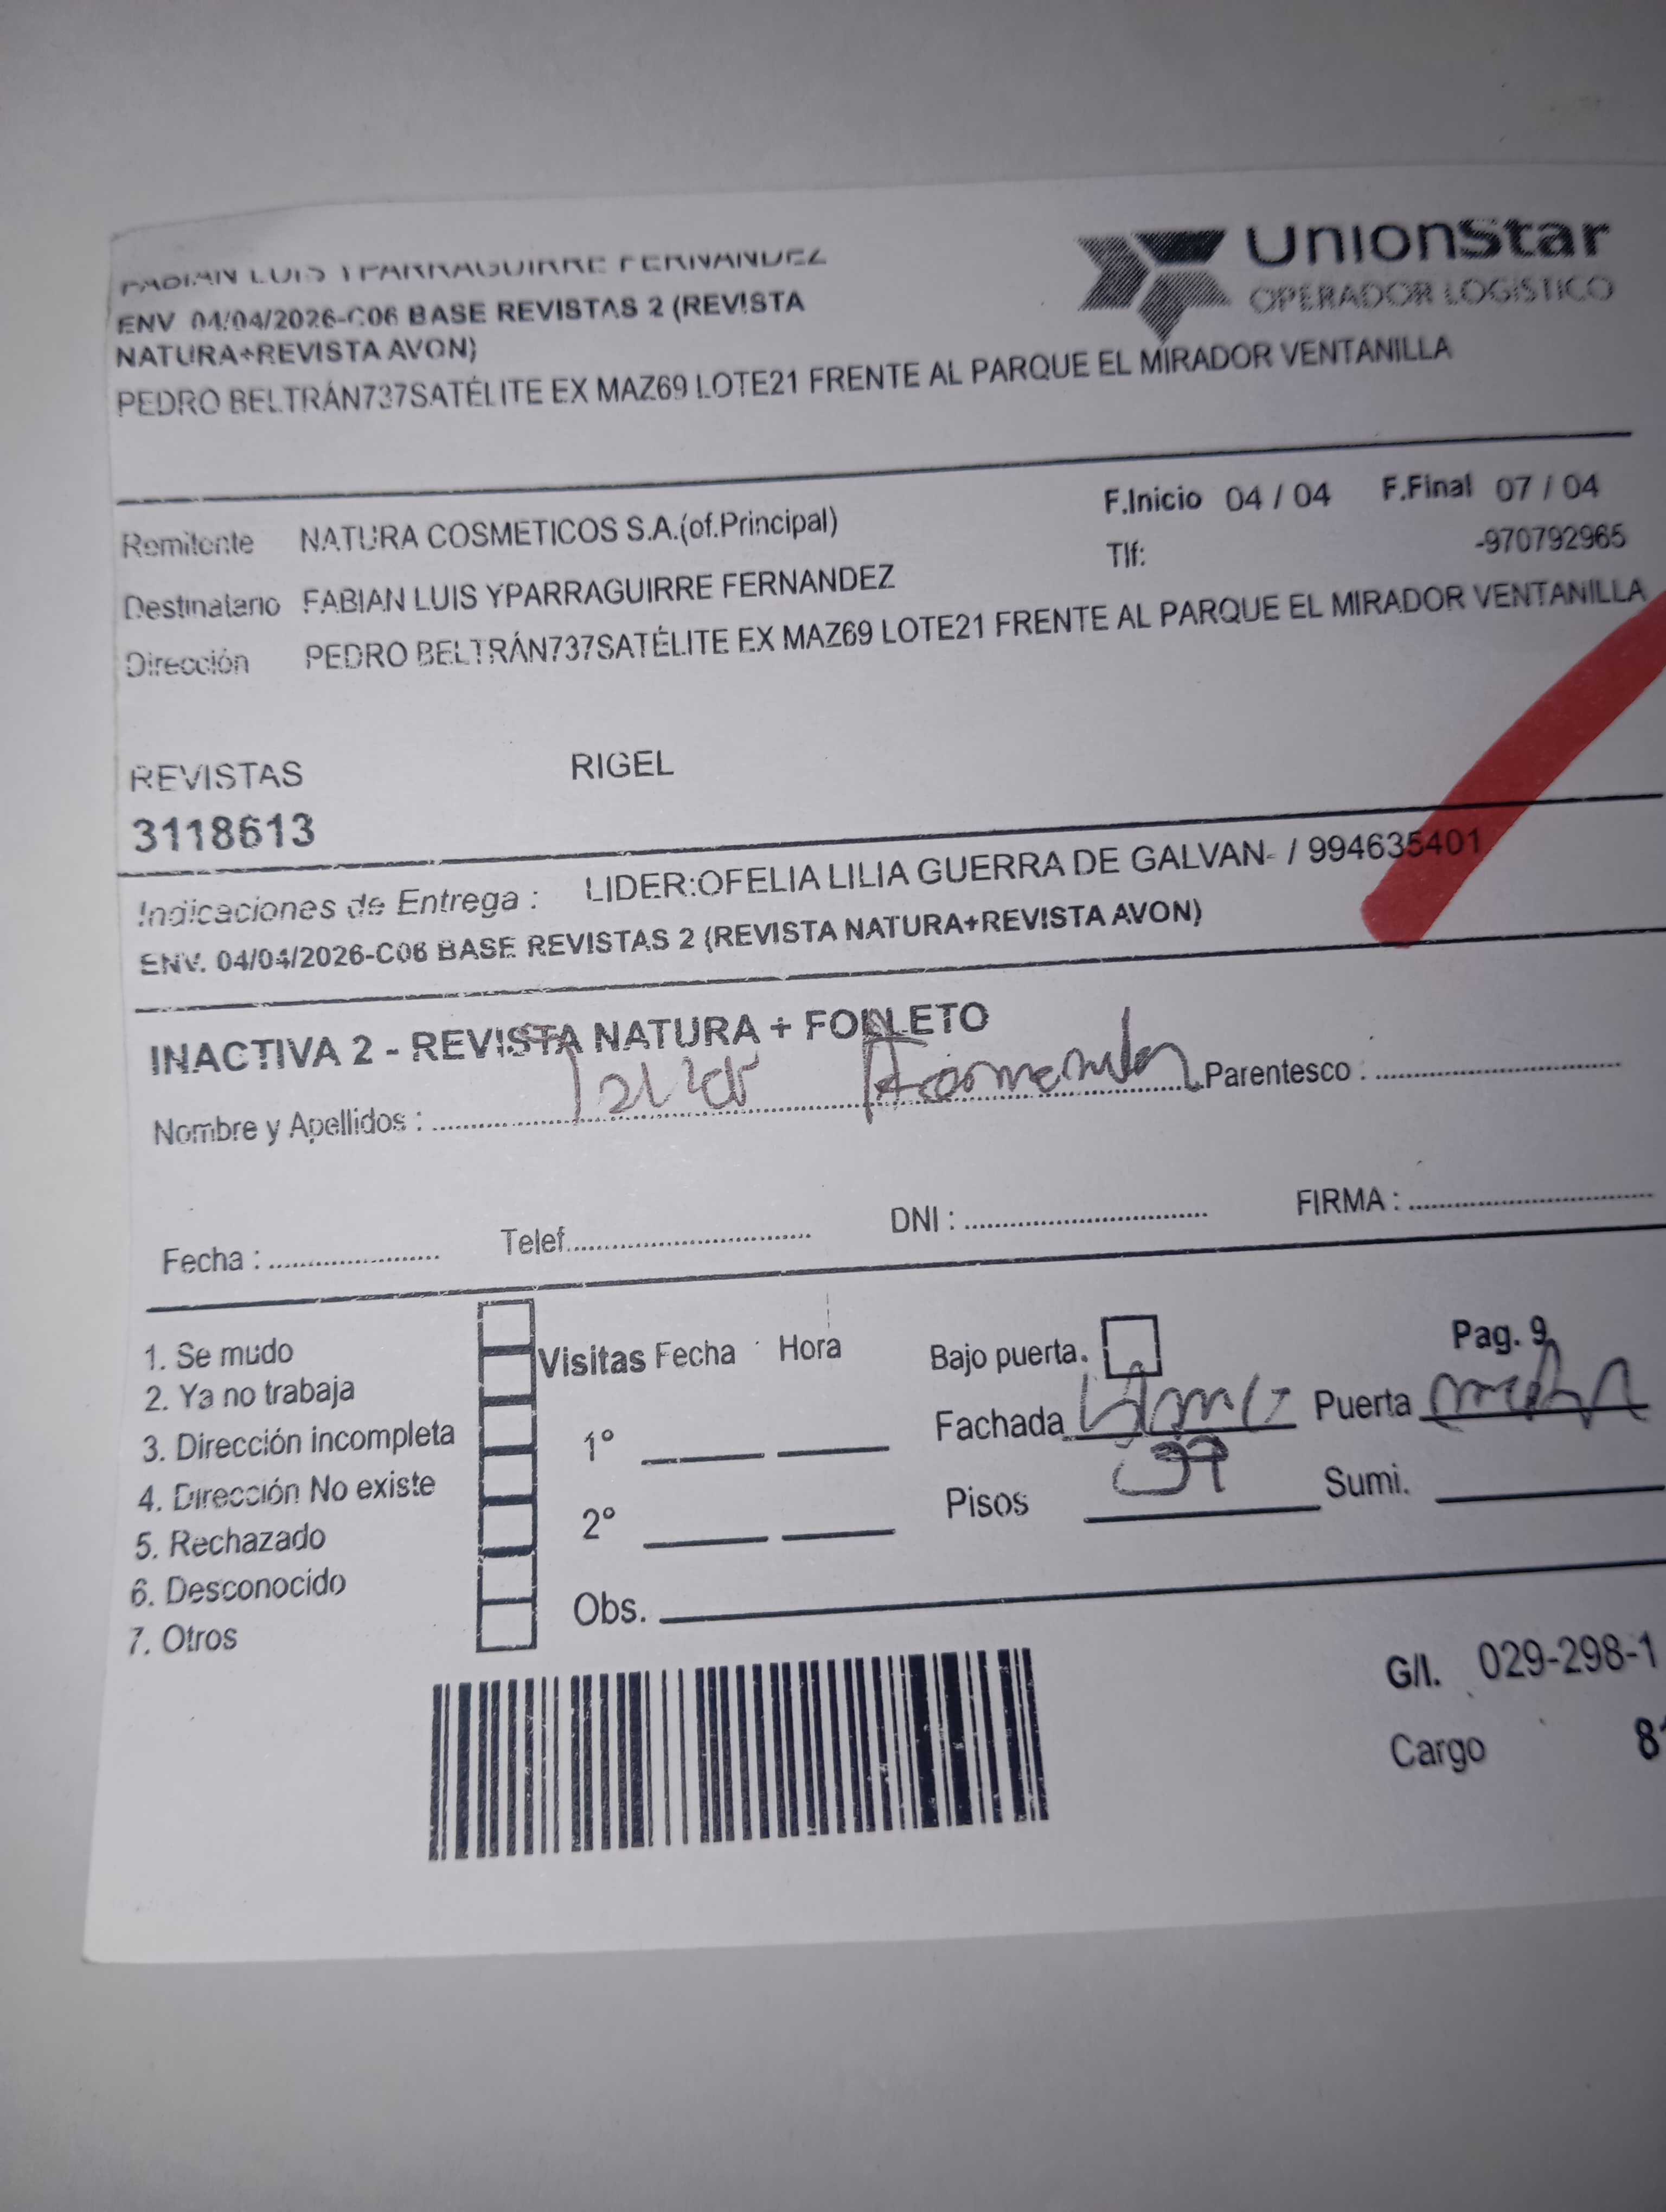 FABIAN LUIS YPARRAGUIRRE FERNANDEZ
UnionStar
OPERADOR LOGÍSTICO
ENV 04/04/2026-C06 BASE REVISTAS 2 (REVISTA
NATURA+REVISTA AVON)
PEDRO BELTRÁN737SATÉLITE EX MAZ69 LOTE21 FRENTE AL PARQUE EL MIRADOR VENTANILLA
Remitente NATURA COSMETICOS S.A.(of.Principal) F.Inicio 04 / 04 F.Final 07 / 04
Destinatario FABIAN LUIS YPARRAGUIRRE FERNANDEZ Tlf: -970792965
Dirección PEDRO BELTRÁN737SATÉLITE EX MAZ69 LOTE21 FRENTE AL PARQUE EL MIRADOR VENTANILLA
REVISTAS RIGEL
3118613
Indicaciones de Entrega : LIDER:OFELIA LILIA GUERRA DE GALVAN- / 994635401
ENV. 04/04/2026-C06 BASE REVISTAS 2 (REVISTA NATURA+REVISTA AVON)
INACTIVA 2 - REVISTA NATURA + FOLLETO
Nombre y Apellidos : Parentesco :
Fecha : Telef. DNI : FIRMA :
1. Se mudo
2. Ya no trabaja
3. Dirección incompleta
4. Dirección No existe
5. Rechazado
6. Desconocido
7. Otros
Visitas Fecha Hora
1°
2°
Obs.
Bajo puerta. Pag. 9
Fachada Puerta
Pisos Sumi.
G/I. 029-298-1
Cargo